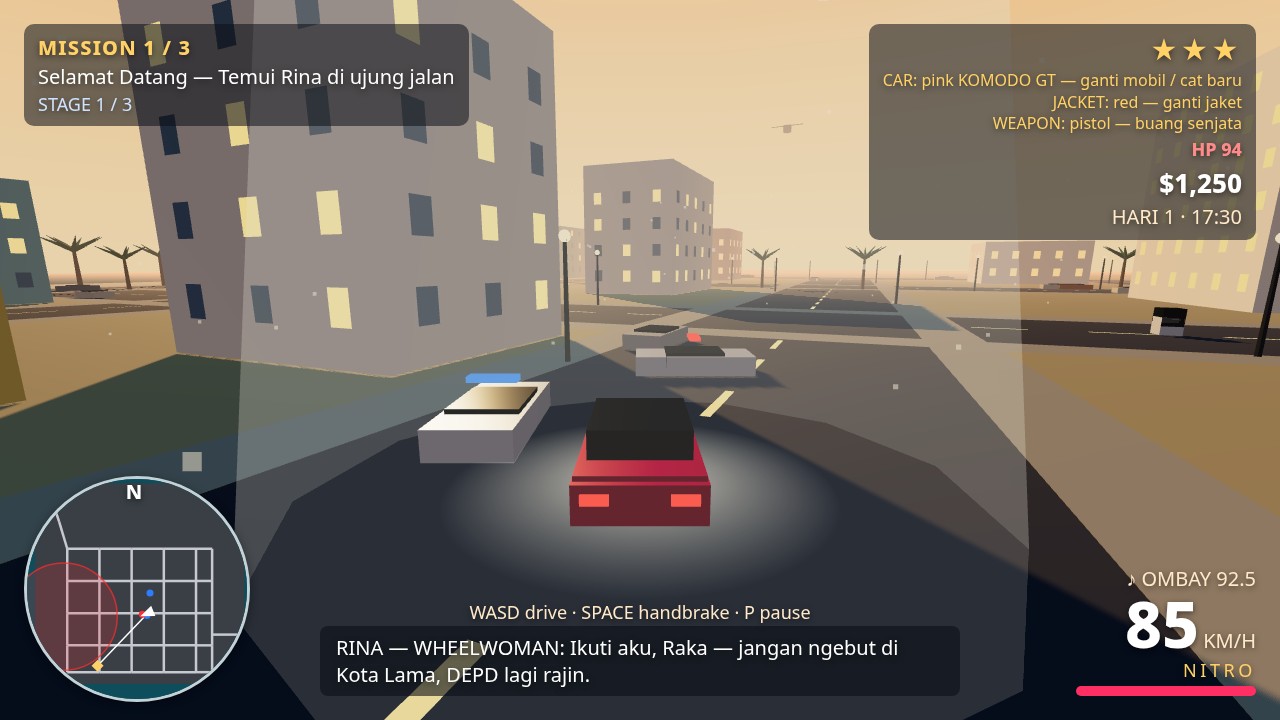 MISSION 1 / 3
Selamat Datang — Temui Rina di ujung jalan
STAGE 1 / 3
★ ★ ★
CAR: pink KOMODO GT — ganti mobil / cat baru
JACKET: red — ganti jaket
WEAPON: pistol — buang senjata
HP 94
$1,250
HARI 1 · 17:30
N
♪ OMBAY 92.5
85 KM/H
NITRO
WASD drive · SPACE handbrake · P pause
RINA — WHEELWOMAN: Ikuti aku, Raka — jangan ngebut di
Kota Lama, DEPD lagi rajin.